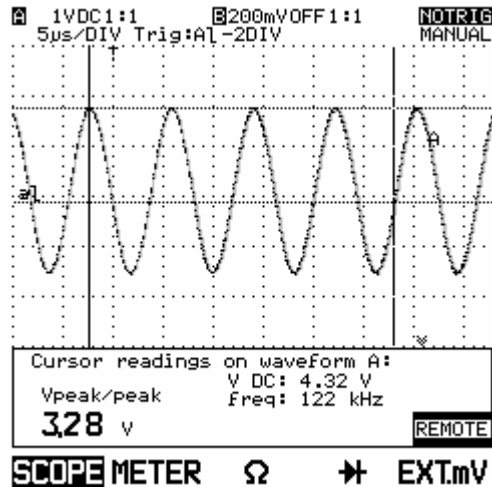 A 1VDC1:1 B200mVOFF1:1 NOTRIG
5µs/DIV Trig:A↿-2DIV MANUAL
A
Cursor readings on waveform A:
V DC: 4.32 V
Vpeak/peak Freq: 122 kHz
3.28 V
REMOTE
SCOPE METER Ω EXT.mV